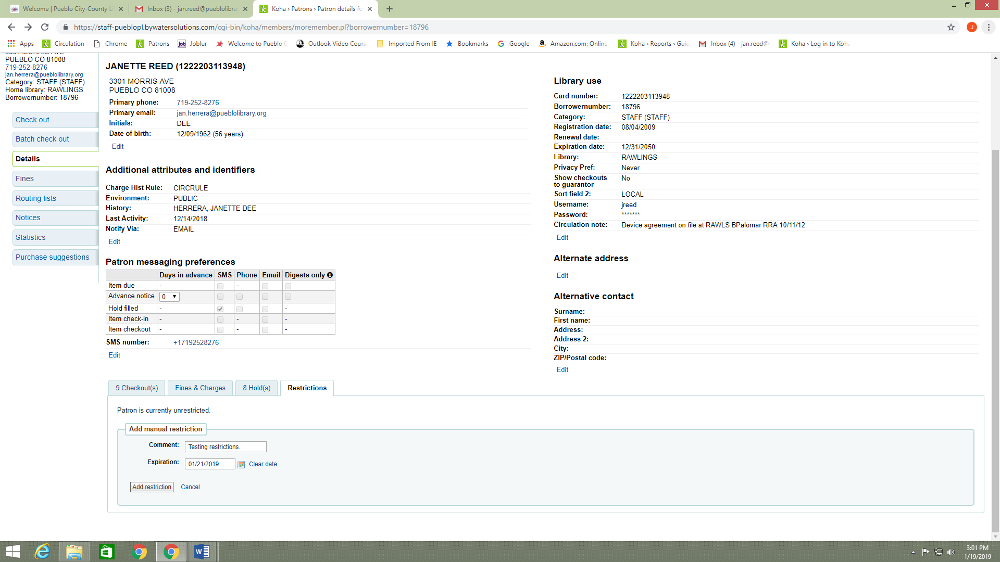 Welcome | Pueblo City-County Li
Inbox (3) - jan.reed@pueblolibrar
Koha › Patrons › Patron details fo
https://staff-pueblopl.bywatersolutions.com/cgi-bin/koha/members/moremember.pl?borrowernumber=18796
J
Apps
Circulation
Chrome
Patrons
Joblur
Welcome to Pueblo C
Outlook Video Cours
Imported From IE
Bookmarks
Google
Amazon.com: Online
Koha › Reports › Guid
Inbox (4) - jan.reed@
Koha › Log in to Koha
PUEBLO CO 81008
719-252-8276
jan.herrera@pueblolibrary.org
Category: STAFF (STAFF)
Home library: RAWLINGS
Borrowernumber: 18796
Check out
Batch check out
Details
Fines
Routing lists
Notices
Statistics
Purchase suggestions
JANETTE REED (1222203113948)
3301 MORRIS AVE
PUEBLO CO 81008
Primary phone: 719-252-8276
Primary email: jan.herrera@pueblolibrary.org
Initials: DEE
Date of birth: 12/09/1962 (56 years)
Edit
Additional attributes and identifiers
Charge Hist Rule: CIRCRULE
Environment: PUBLIC
History: HERRERA, JANETTE DEE
Last Activity: 12/14/2018
Notify Via: EMAIL
Edit
Patron messaging preferences
Days in advance SMS Phone Email Digests only
Item due - -
Advance notice 0
Hold filled - -
Item check-in - - -
Item checkout - - -
SMS number: +17192528276
Edit
Library use
Card number: 1222203113948
Borrowernumber: 18796
Category: STAFF (STAFF)
Registration date: 08/04/2009
Renewal date:
Expiration date: 12/31/2050
Library: RAWLINGS
Privacy Pref: Never
Show checkouts to guarantor No
Sort field 2: LOCAL
Username: jreed
Password: *******
Circulation note: Device agreement on file at RAWLS BPalomar RRA 10/11/12
Edit
Alternate address
Edit
Alternative contact
Surname:
First name:
Address:
Address 2:
City:
ZIP/Postal code:
Edit
9 Checkout(s)
Fines & Charges
8 Hold(s)
Restrictions
Patron is currently unrestricted.
Add manual restriction
Comment: Testing restrictions.
Expiration: 01/21/2019 Clear date
Add restriction Cancel
3:01 PM
1/19/2019